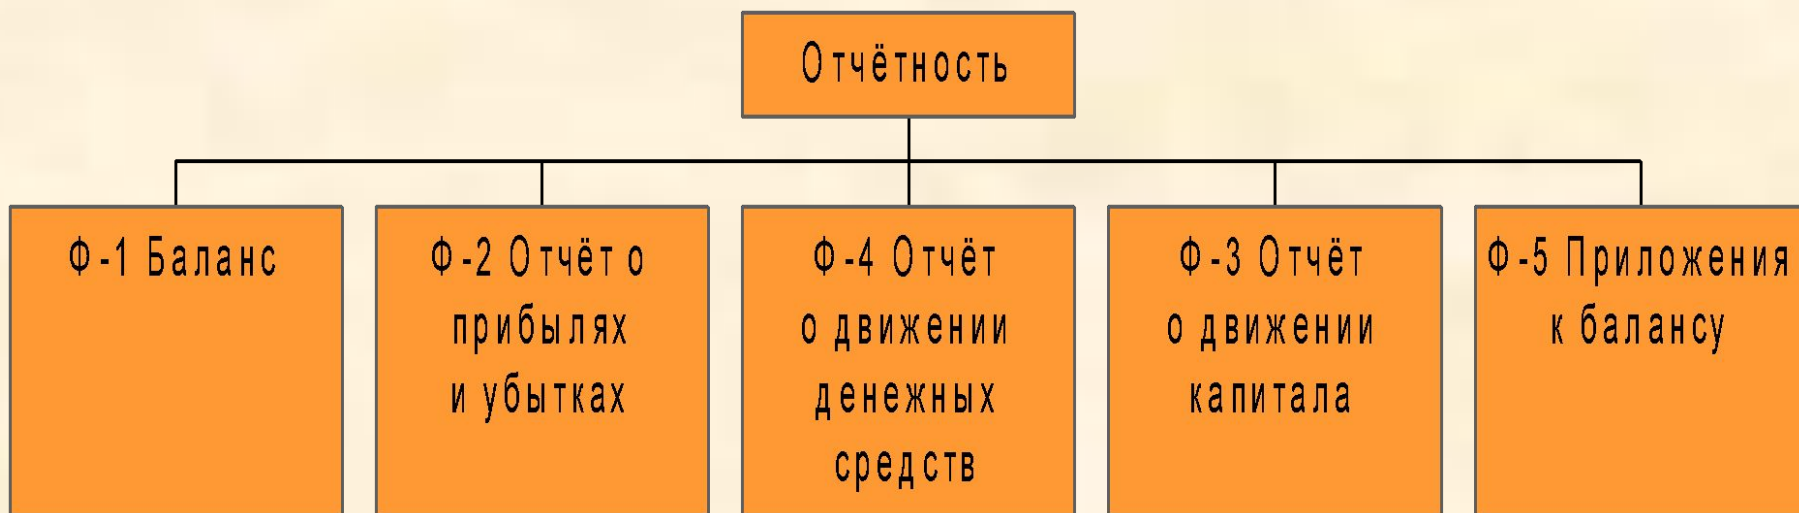 Отчётность
Ф-1 Баланс
Ф-2 Отчёт о
прибылях
и убытках
Ф-4 Отчёт
о движении
денежных
средств
Ф-3 Отчёт
о движении
капитала
Ф-5 Приложения
к балансу